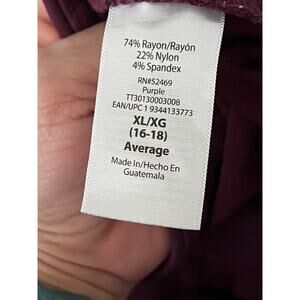 74% Rayon/Rayón
22% Nylon
4% Spandex
RN#52469
Purple
TT30130003008
EAN/UPC 1 9344133773
XL/XG
(16-18)
Average
Made In/Hecho En
Guatemala